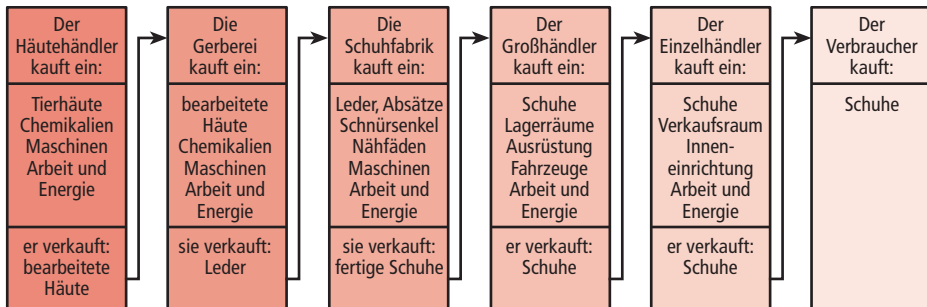 Der
Häutehändler
kauft ein:
Tierhäute
Chemikalien
Maschinen
Arbeit und
Energie
er verkauft:
bearbeitete
Häute
Die
Gerberei
kauft ein:
bearbeitete
Häute
Chemikalien
Maschinen
Arbeit und
Energie
sie verkauft:
Leder
Die
Schuhfabrik
kauft ein:
Leder, Absätze
Schnürsenkel
Nähfäden
Maschinen
Arbeit und
Energie
sie verkauft:
fertige Schuhe
Der
Großhändler
kauft ein:
Schuhe
Lagerräume
Ausrüstung
Fahrzeuge
Arbeit und
Energie
er verkauft:
Schuhe
Der
Einzelhändler
kauft ein:
Schuhe
Verkaufsraum
Innen-
einrichtung
Arbeit und
Energie
er verkauft:
Schuhe
Der
Verbraucher
kauft:
Schuhe